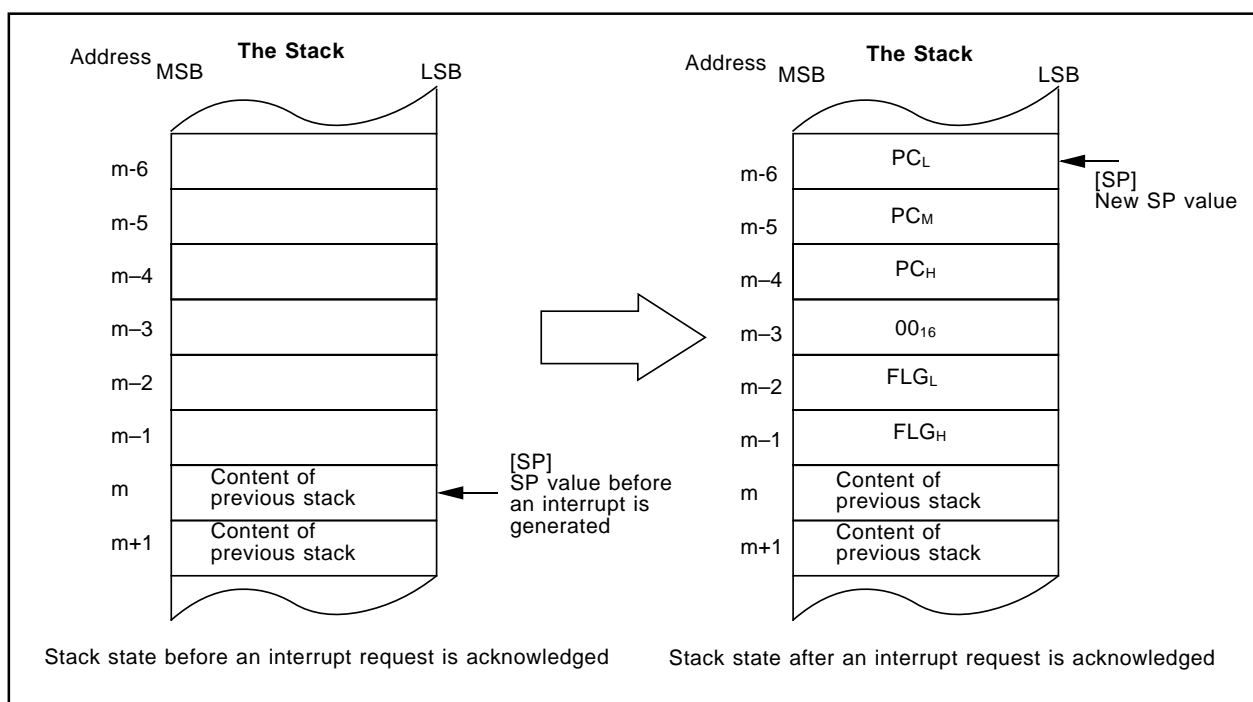 Address MSB The Stack LSB
m-6
m-5
m–4
m–3
m–2
m–1
m Content of
previous stack
m+1 Content of
previous stack
[SP]
SP value before
an interrupt is
generated
Stack state before an interrupt request is acknowledged
Address MSB The Stack LSB
m-6 PCL
m-5 PCM
m–4 PCH
m–3 0016
m–2 FLGL
m–1 FLGH
m Content of
previous stack
m+1 Content of
previous stack
[SP]
New SP value
Stack state after an interrupt request is acknowledged